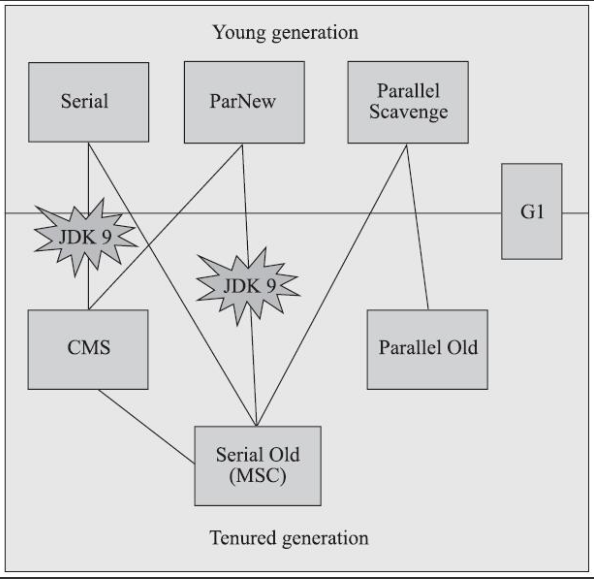 Young generation
Serial
ParNew
Parallel
Scavenge
G1
JDK 9
JDK 9
CMS
Parallel Old
Serial Old
(MSC)
Tenured generation